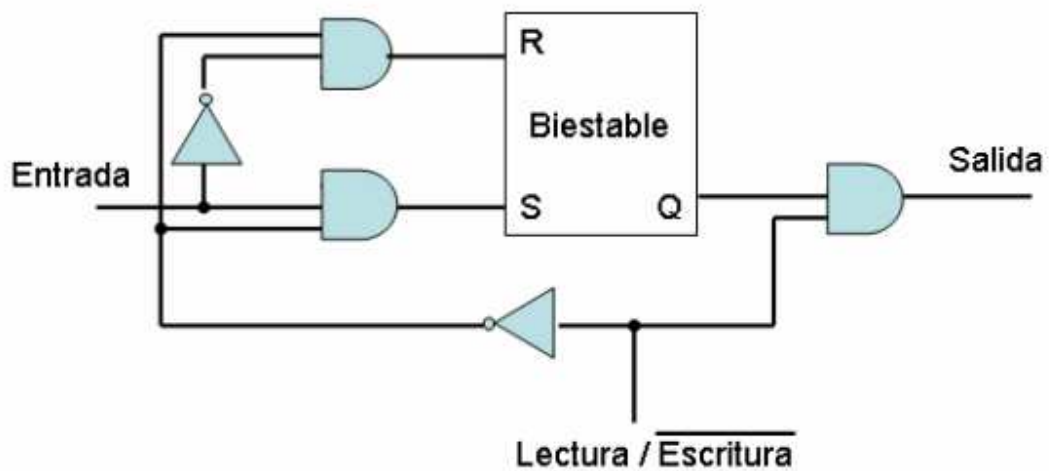 R
Biestable
Entrada
Salida
S
Q
Lectura / Escritura